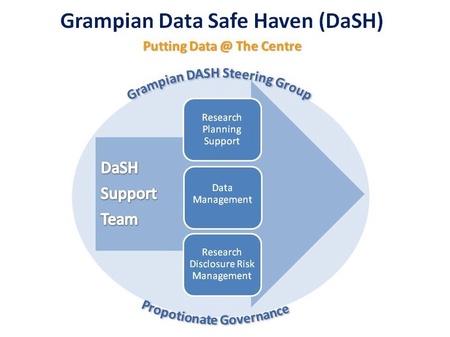 Grampian Data Safe Haven (DaSH)
Putting Data @ The Centre
Grampian DASH Steering Group
Research
Planning
Support
DaSH
Support
Team
Data
Management
Research
Disclosure Risk
Management
Propotionate Governance